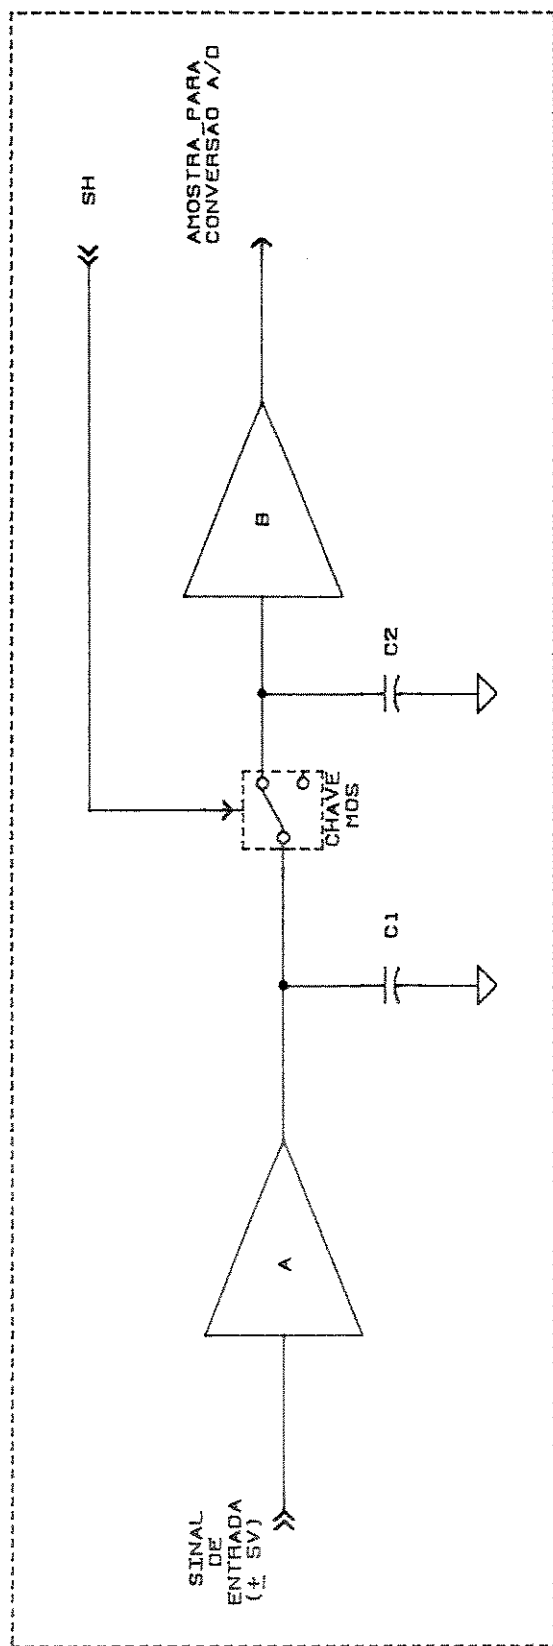 SINAL
DE
ENTRADA
(± 5V)
A
C1
CHAVE
MOS
C2
B
SH
AMOSTRA PARA
CONVERSÃO A/D